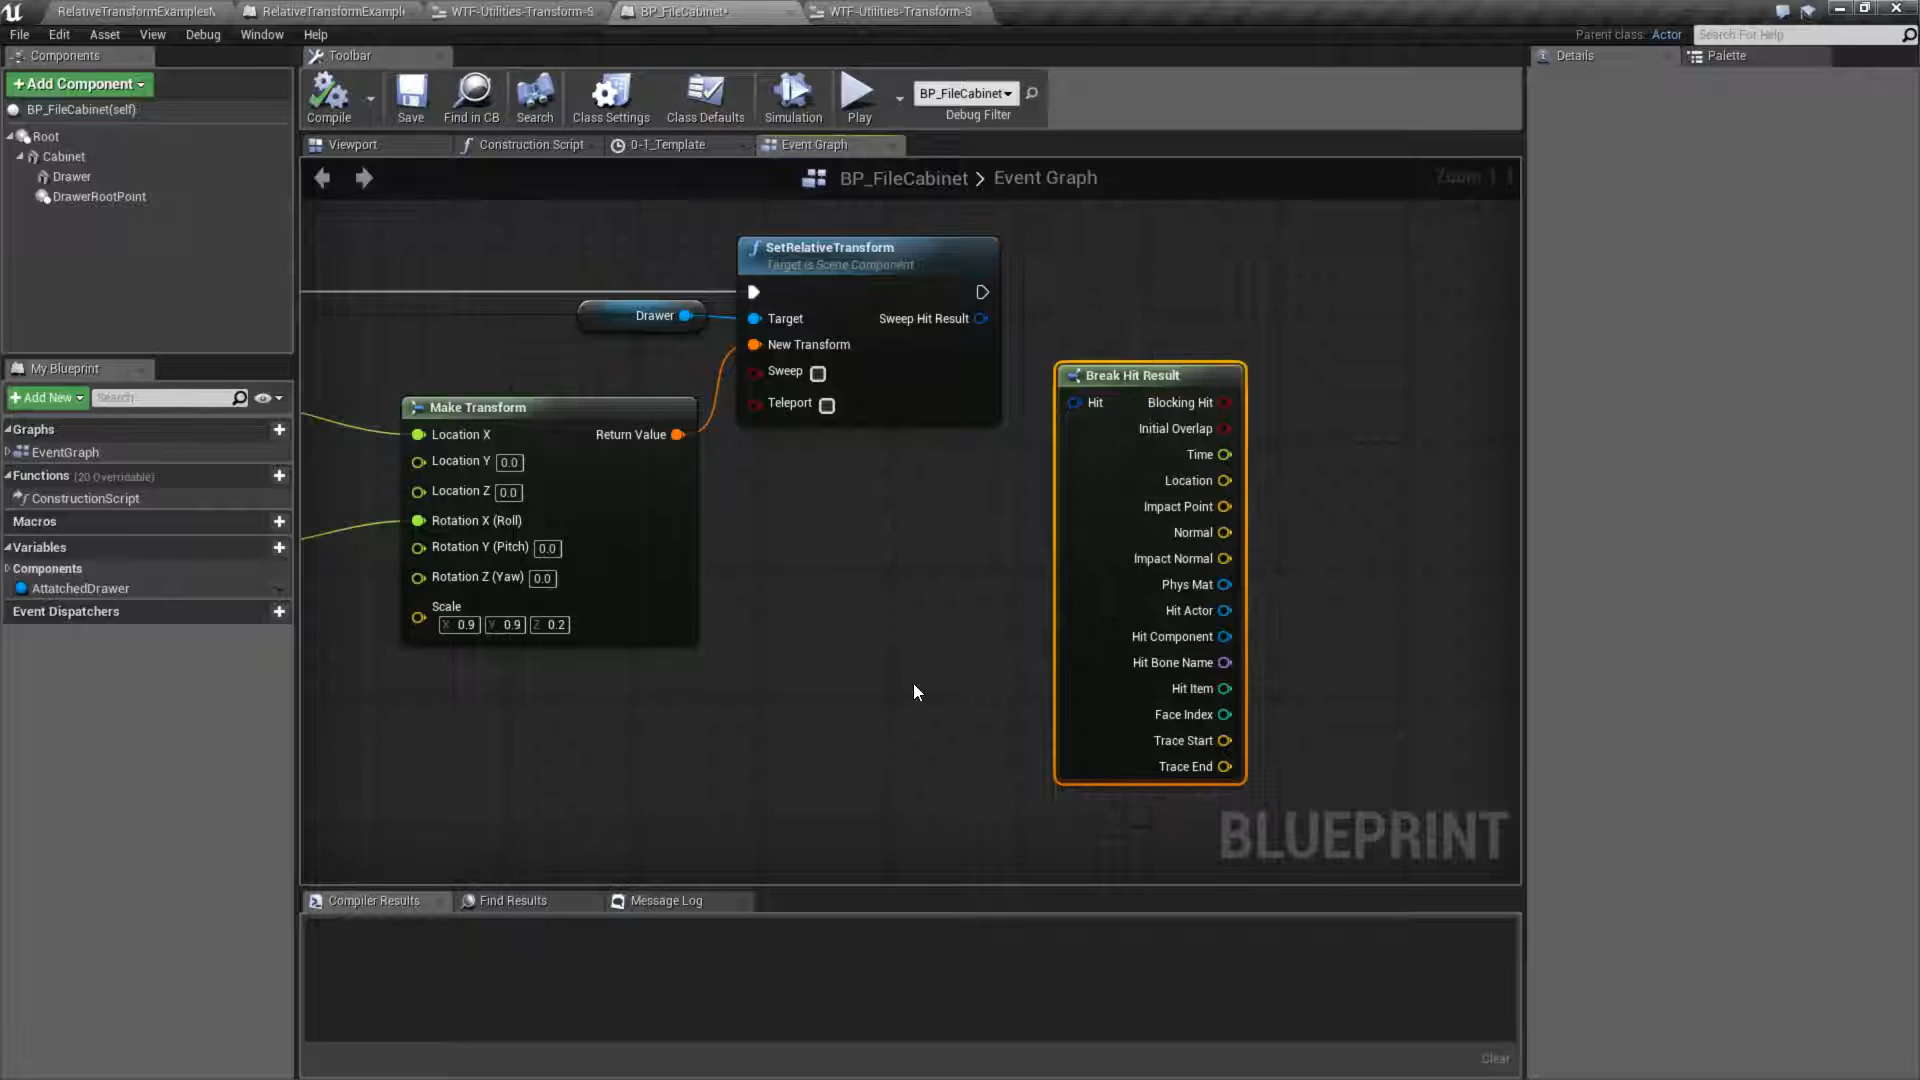 RelativeTransformExamplesM
RelativeTransformExampl
WTF-Utilities-Transform-S
BP_FileCabinet*
WTF-Utilities-Transform-S
File Edit Asset View Debug Window Help
Parent class: Actor
Search For Help
Components
+Add Component
BP_FileCabinet(self)
Root
Cabinet
Drawer
DrawerRootPoint
My Blueprint
+Add New
Search
Graphs
EventGraph
Functions (20 Overridable)
ConstructionScript
Macros
Variables
Components
AttatchedDrawer
Event Dispatchers
Toolbar
Compile
Save
Find in CB
Search
Class Settings
Class Defaults
Simulation
Play
BP_FileCabinet
Debug Filter
Viewport
Construction Script
0-1_Template
Event Graph
BP_FileCabinet > Event Graph
Zoom 1:1
SetRelativeTransform
Target is Scene Component
Drawer
Target
Sweep Hit Result
New Transform
Sweep
Teleport
Make Transform
Location X
Return Value
Location Y 0.0
Location Z 0.0
Rotation X (Roll)
Rotation Y (Pitch) 0.0
Rotation Z (Yaw) 0.0
Scale
X 0.9 Y 0.9 Z 0.2
Break Hit Result
Hit
Blocking Hit
Initial Overlap
Time
Location
Impact Point
Normal
Impact Normal
Phys Mat
Hit Actor
Hit Component
Hit Bone Name
Hit Item
Face Index
Trace Start
Trace End
BLUEPRINT
Compiler Results
Find Results
Message Log
Clear
Details
Palette